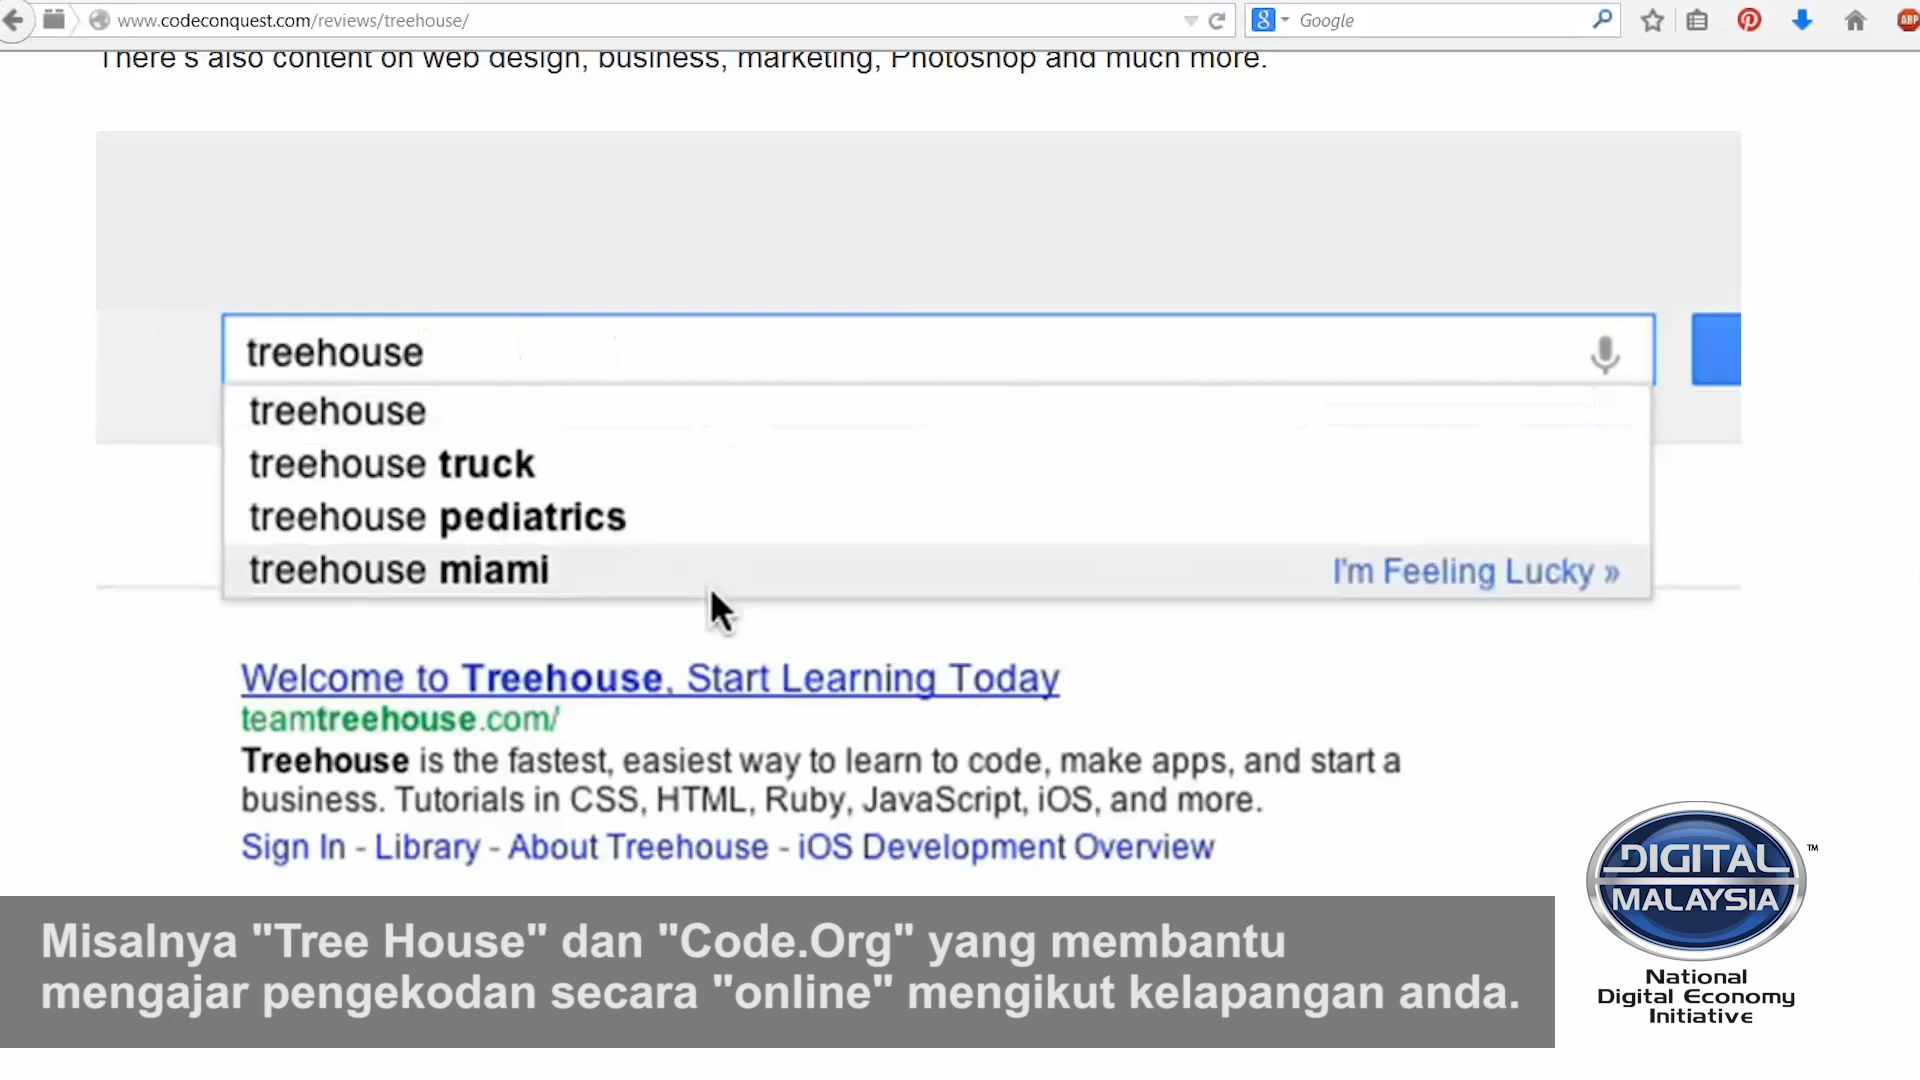 www.codeconquest.com/reviews/treehouse/
Google
ABP
There's also content on web design, business, marketing, Photoshop and much more.
treehouse
treehouse
treehouse truck
treehouse pediatrics
treehouse miami
I'm Feeling Lucky »
Welcome to Treehouse, Start Learning Today
teamtreehouse.com/
Treehouse is the fastest, easiest way to learn to code, make apps, and start a
business. Tutorials in CSS, HTML, Ruby, JavaScript, iOS, and more.
Sign In - Library - About Treehouse - iOS Development Overview
DIGITAL
MALAYSIA
TM
National
Digital Economy
Initiative
Misalnya "Tree House" dan "Code.Org" yang membantu
mengajar pengekodan secara "online" mengikut kelapangan anda.